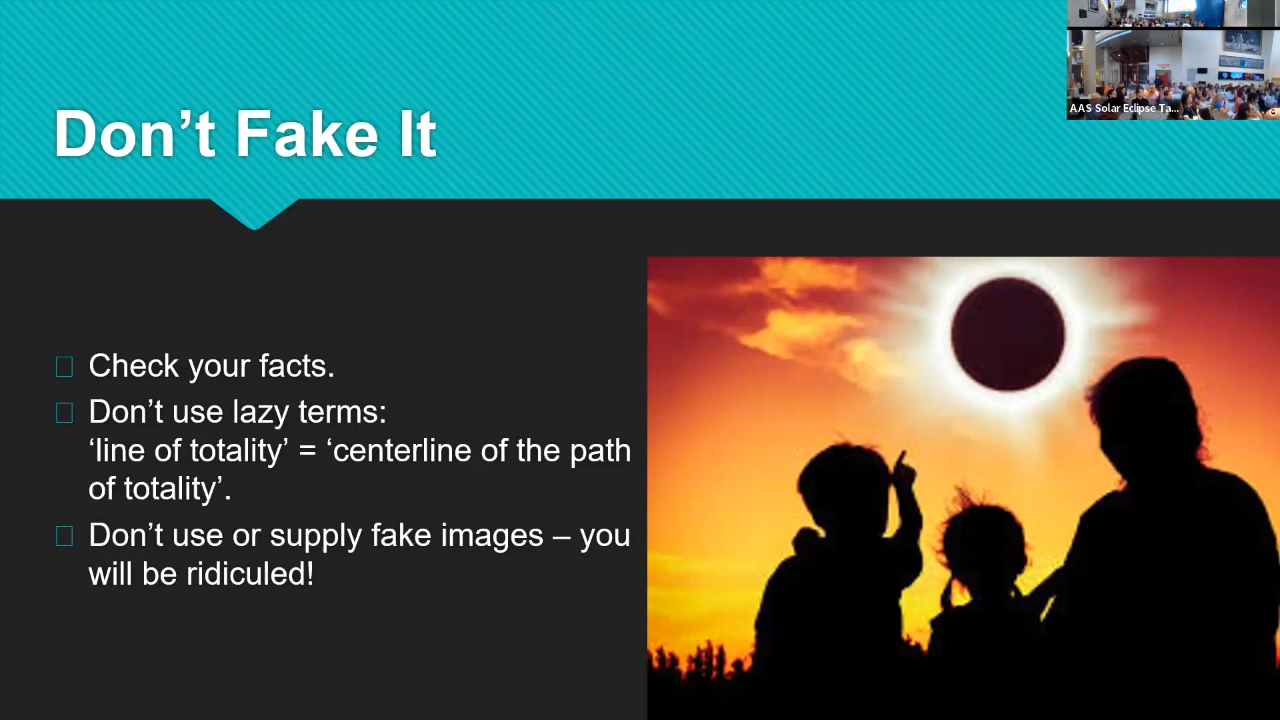 AAS Solar Eclipse Ta...
Don’t Fake It
Check your facts.
Don’t use lazy terms:
‘line of totality’ = ‘centerline of the path
of totality’.
Don’t use or supply fake images – you
will be ridiculed!